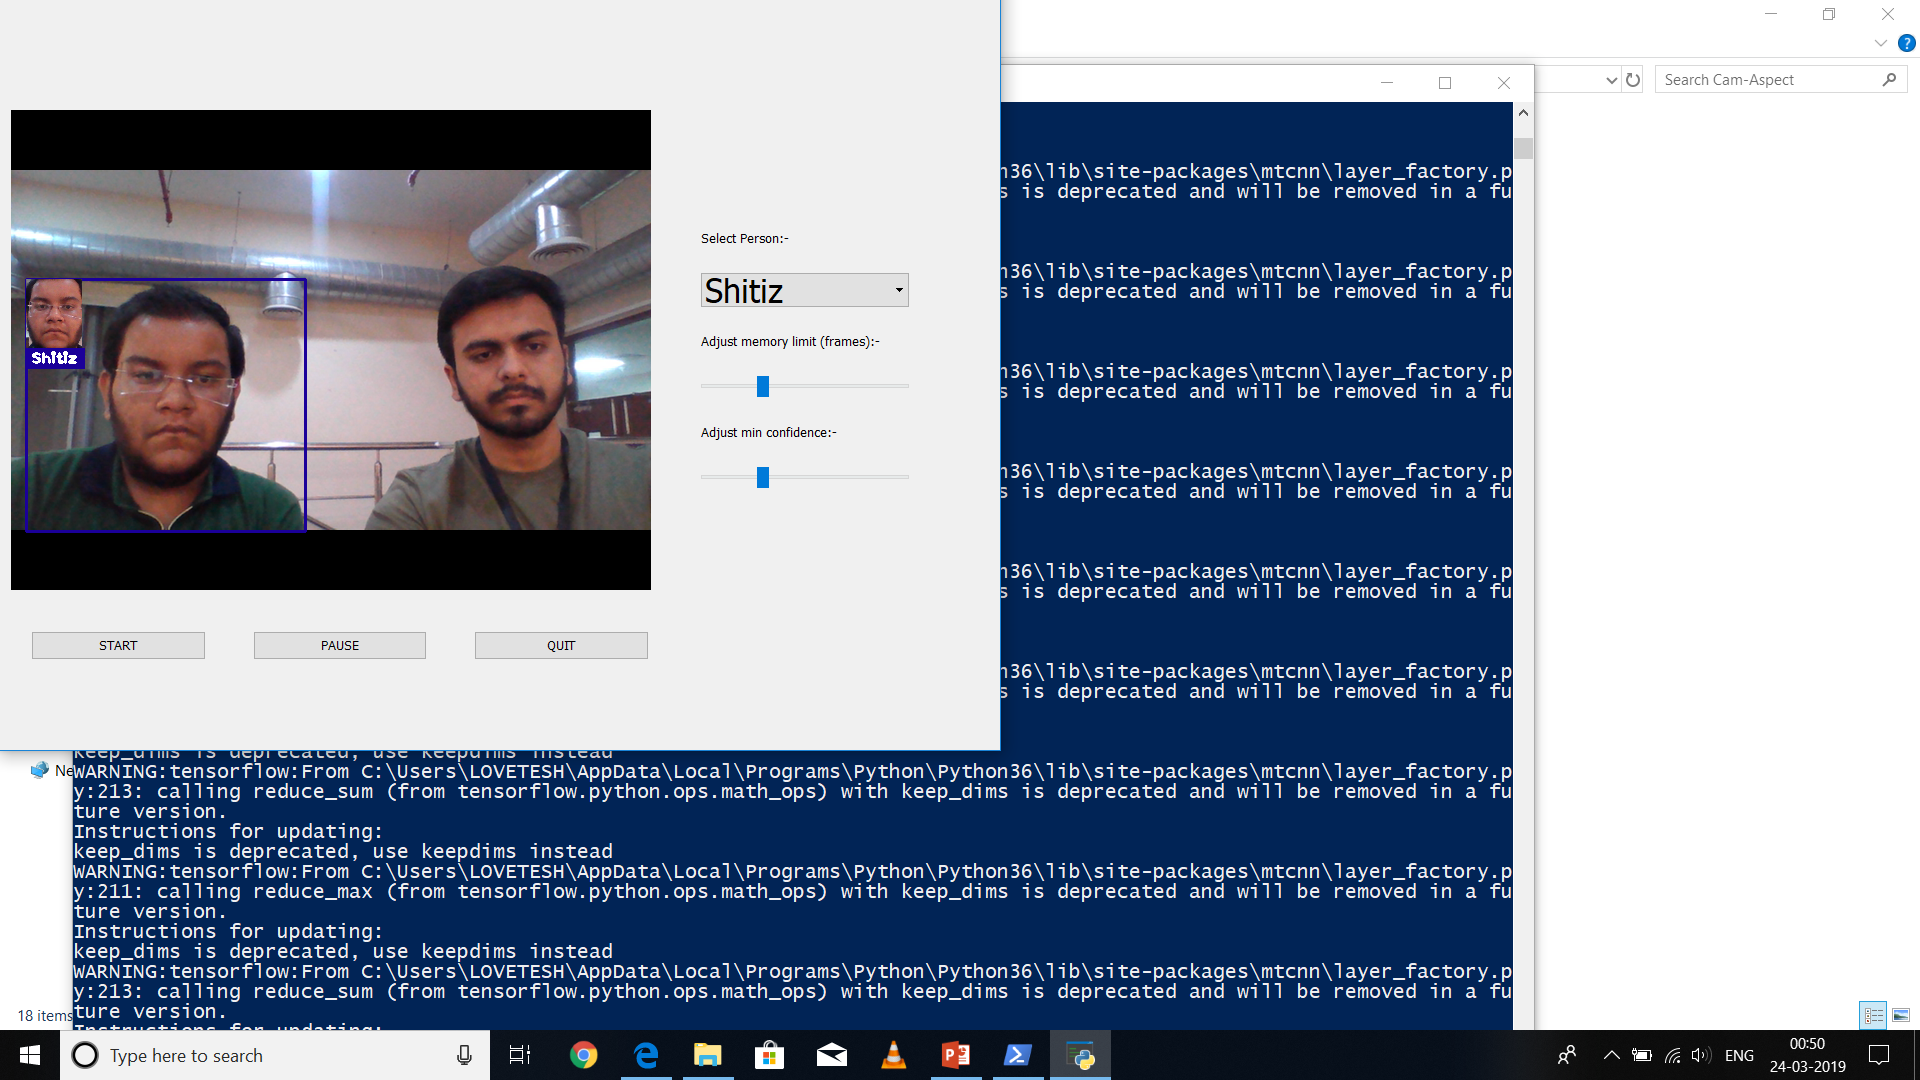 Search Cam-Aspect
Select Person:-
Shitiz
Adjust memory limit (frames):-
Adjust min confidence:-
Shitiz
START
PAUSE
QUIT
n36\lib\site-packages\mtcnn\layer_factory.p
s is deprecated and will be removed in a fu
n36\lib\site-packages\mtcnn\layer_factory.p
s is deprecated and will be removed in a fu
n36\lib\site-packages\mtcnn\layer_factory.p
s is deprecated and will be removed in a fu
n36\lib\site-packages\mtcnn\layer_factory.p
s is deprecated and will be removed in a fu
n36\lib\site-packages\mtcnn\layer_factory.p
s is deprecated and will be removed in a fu
n36\lib\site-packages\mtcnn\layer_factory.p
s is deprecated and will be removed in a fu
keep_dims is deprecated, use keepdims instead
Ne
WARNING:tensorflow:From C:\Users\LOVETESH\AppData\Local\Programs\Python\Python36\lib\site-packages\mtcnn\layer_factory.p
y:213: calling reduce_sum (from tensorflow.python.ops.math_ops) with keep_dims is deprecated and will be removed in a fu
ture version.
Instructions for updating:
keep_dims is deprecated, use keepdims instead
WARNING:tensorflow:From C:\Users\LOVETESH\AppData\Local\Programs\Python\Python36\lib\site-packages\mtcnn\layer_factory.p
y:211: calling reduce_max (from tensorflow.python.ops.math_ops) with keep_dims is deprecated and will be removed in a fu
ture version.
Instructions for updating:
keep_dims is deprecated, use keepdims instead
WARNING:tensorflow:From C:\Users\LOVETESH\AppData\Local\Programs\Python\Python36\lib\site-packages\mtcnn\layer_factory.p
y:213: calling reduce_sum (from tensorflow.python.ops.math_ops) with keep_dims is deprecated and will be removed in a fu
ture version.
Instructions for updating:
18 items
Type here to search
ENG
00:50
24-03-2019